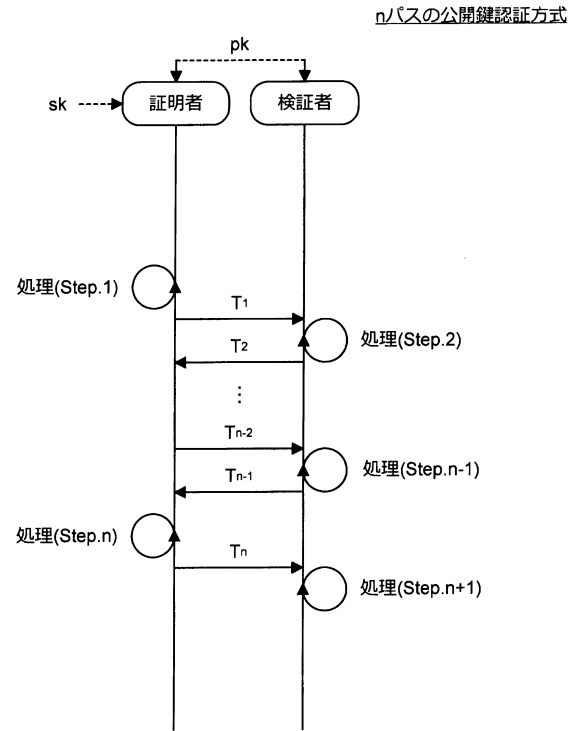 nパスの公開鍵認証方式
pk
sk
証明者
検証者
処理(Step.1)
T1
処理(Step.2)
T2
⋮
Tn-2
処理(Step.n-1)
Tn-1
処理(Step.n)
Tn
処理(Step.n+1)